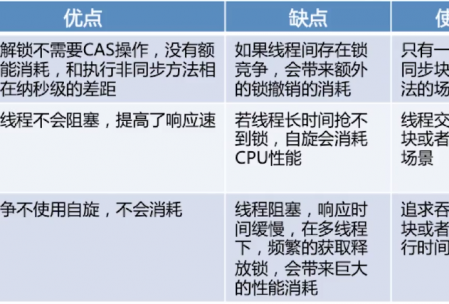 优点
缺点
使
解锁不需要CAS操作，没有额
能消耗，和执行非同步方法相
在纳秒级的差距
如果线程间存在锁
竞争，会带来额外
的锁撤销的消耗
只有一
同步块
法的场
线程不会阻塞，提高了响应速
若线程长时间抢不
到锁，自旋会消耗
CPU性能
线程交
块或者
场景
争不使用自旋，不会消耗
线程阻塞，响应时
间缓慢，在多线程
下，频繁的获取释
放锁，会带来巨大
的性能消耗
追求吞
块或者
行时间